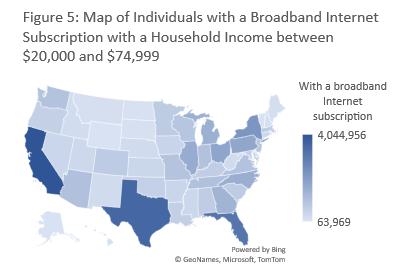 Figure 5: Map of Individuals with a Broadband Internet
Subscription with a Household Income between
$20,000 and $74,999
With a broadband
Internet
subscription
4,044,956
63,969
Powered by Bing
© GeoNames, Microsoft, TomTom